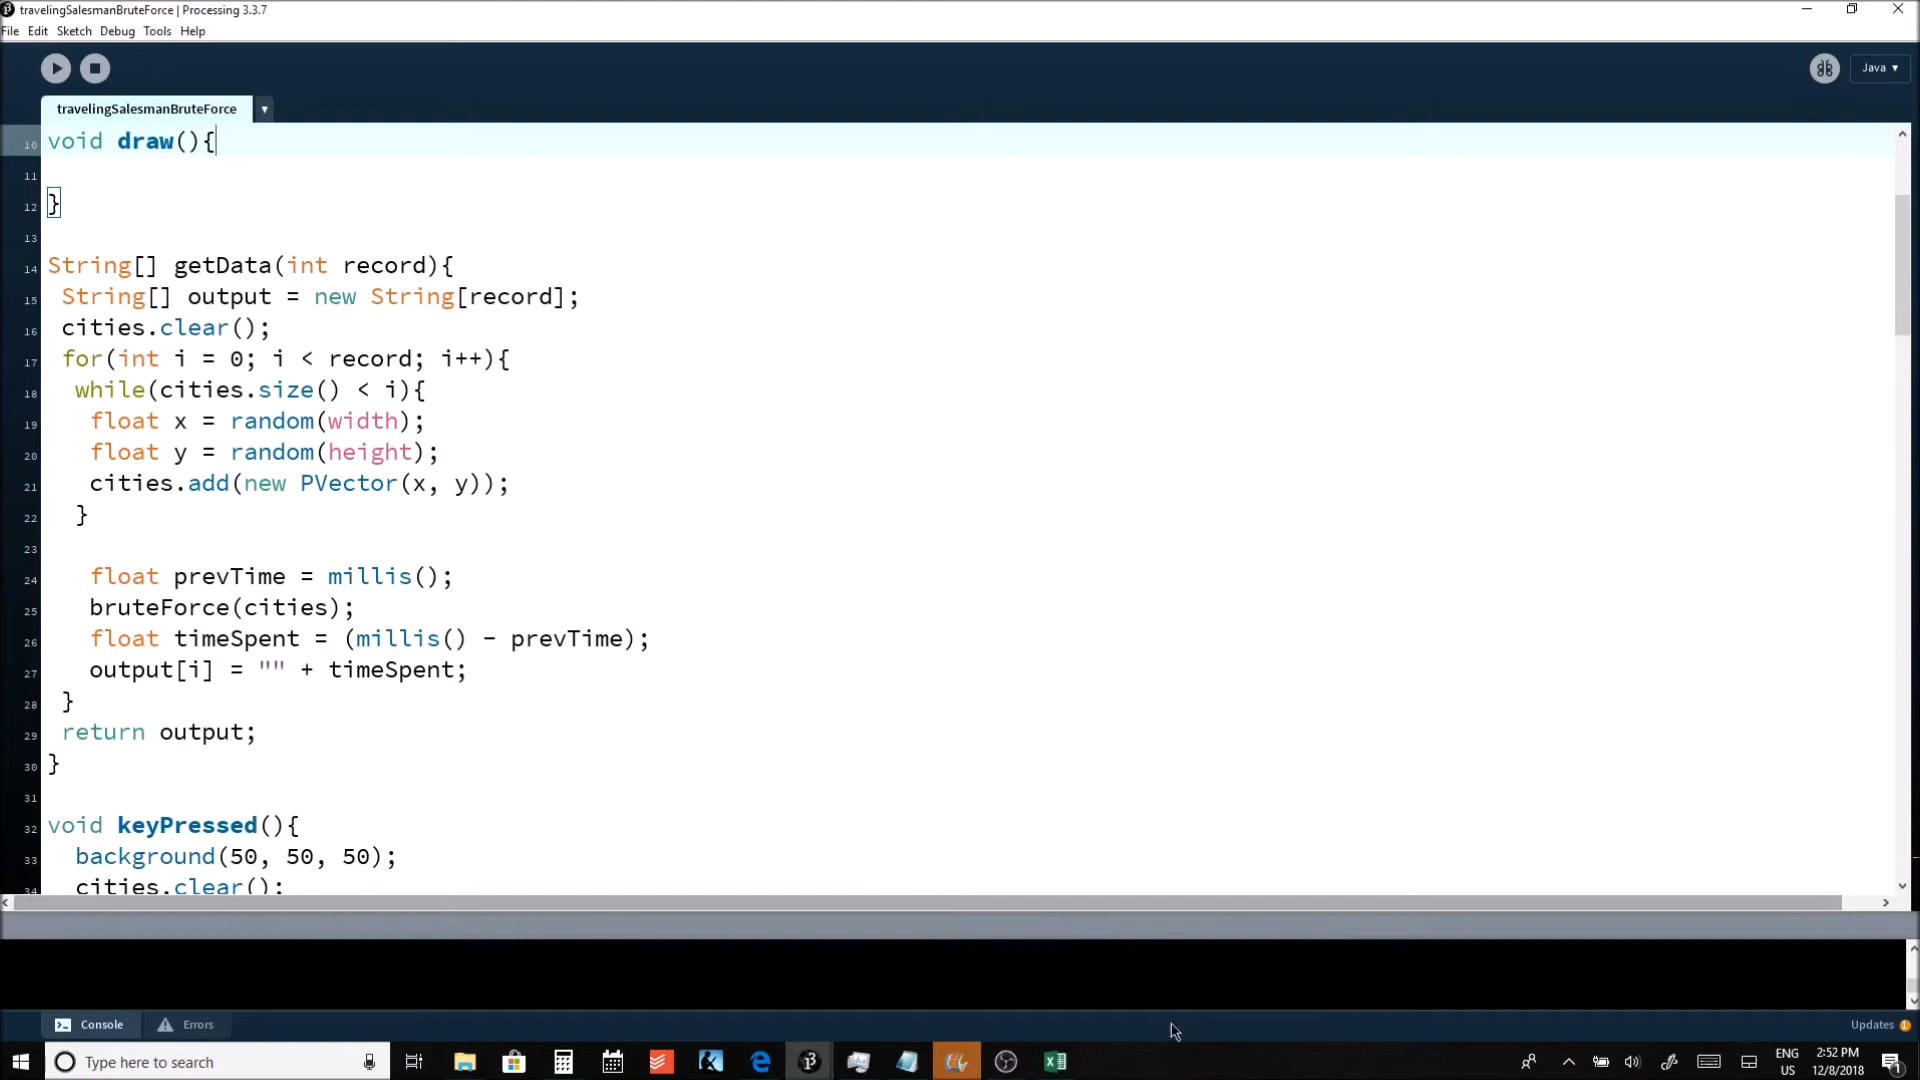 travelingSalesmanBruteForce | Processing 3.3.7
File Edit Sketch Debug Tools Help
Java
travelingSalesmanBruteForce
10 void draw(){
11
12 }
13
14 String[] getData(int record){
15 String[] output = new String[record];
16 cities.clear();
17 for(int i = 0; i < record; i++){
18 while(cities.size() < i){
19 float x = random(width);
20 float y = random(height);
21 cities.add(new PVector(x, y));
22 }
23
24 float prevTime = millis();
25 bruteForce(cities);
26 float timeSpent = (millis() - prevTime);
27 output[i] = "" + timeSpent;
28 }
29 return output;
30 }
31
32 void keyPressed(){
33 background(50, 50, 50);
34 cities.clear();
Console Errors Updates 1
Type here to search
ENG 2:52 PM
US 12/8/2018 1